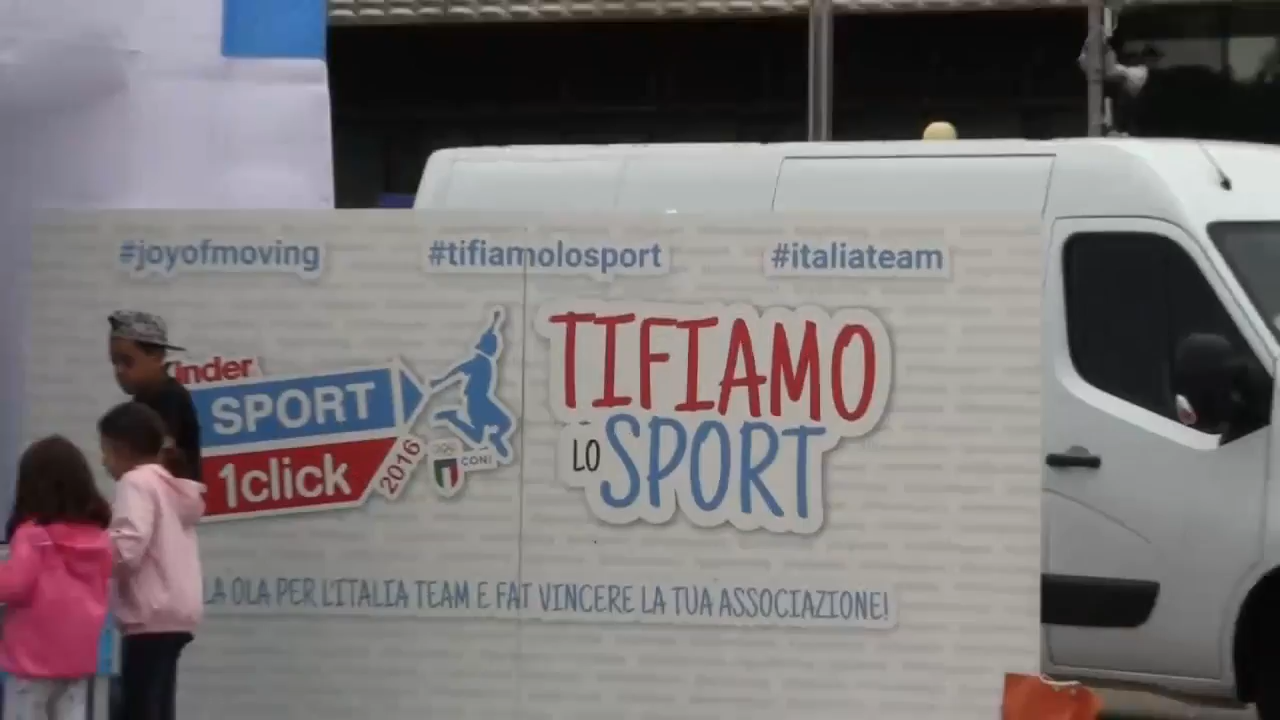 #joyofmoving #tifiamolosport #italiateam
kinder
SPORT
1click
2016
CONI
TIFIAMO
LO SPORT
LA OLA PER L'ITALIA TEAM E FAI VINCERE LA TUA ASSOCIAZIONE!